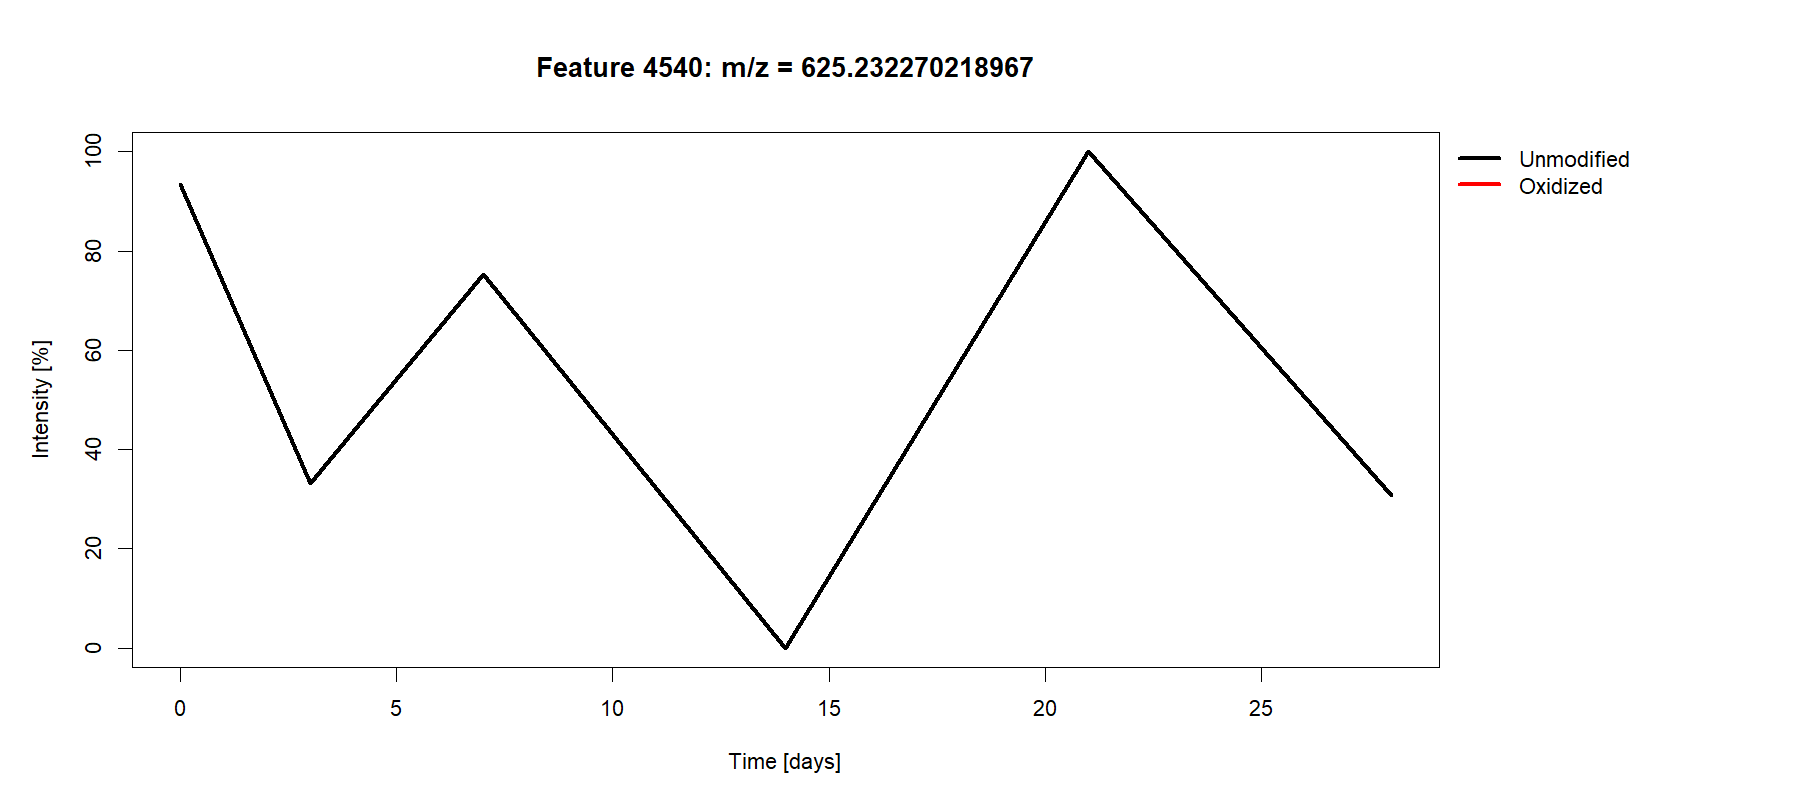 Feature 4540: m/z = 625.232270218967
100
80
60
40
20
0
Intensity [%]
0 5 10 15 20 25
Time [days]
Unmodified
Oxidized